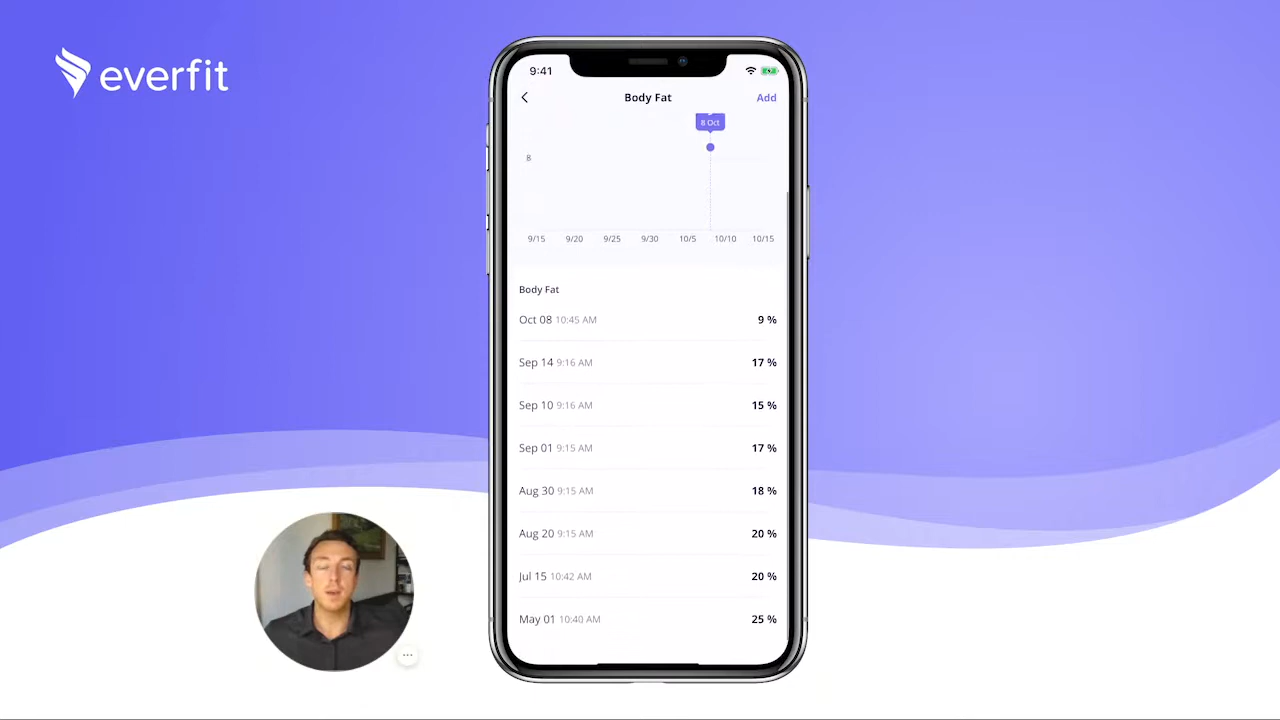 everfit
9:41
Body Fat
Add
8 Oct
8
9/15 9/20 9/25 9/30 10/5 10/10 10/15
Body Fat
Oct 08 10:45 AM 9 %
Sep 14 9:16 AM 17 %
Sep 10 9:16 AM 15 %
Sep 01 9:15 AM 17 %
Aug 30 9:15 AM 18 %
Aug 20 9:15 AM 20 %
Jul 15 10:42 AM 20 %
May 01 10:40 AM 25 %